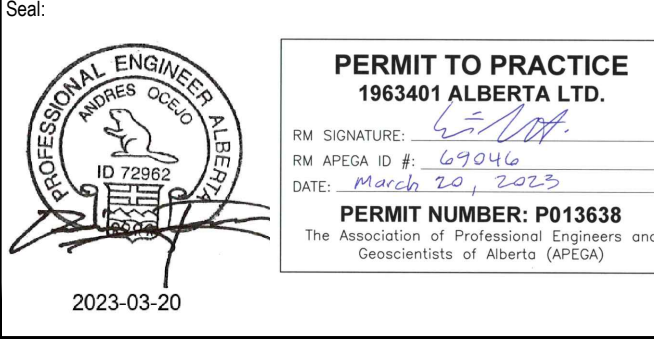 Seal:
PROFESSIONAL ENGINEER ALBERTA
ANDRES OCEJO
ID 72962
2023-03-20
PERMIT TO PRACTICE
1963401 ALBERTA LTD.
RM SIGNATURE:
RM APEGA ID #: 69046
DATE: March 20, 2023
PERMIT NUMBER: P013638
The Association of Professional Engineers and
Geoscientists of Alberta (APEGA)